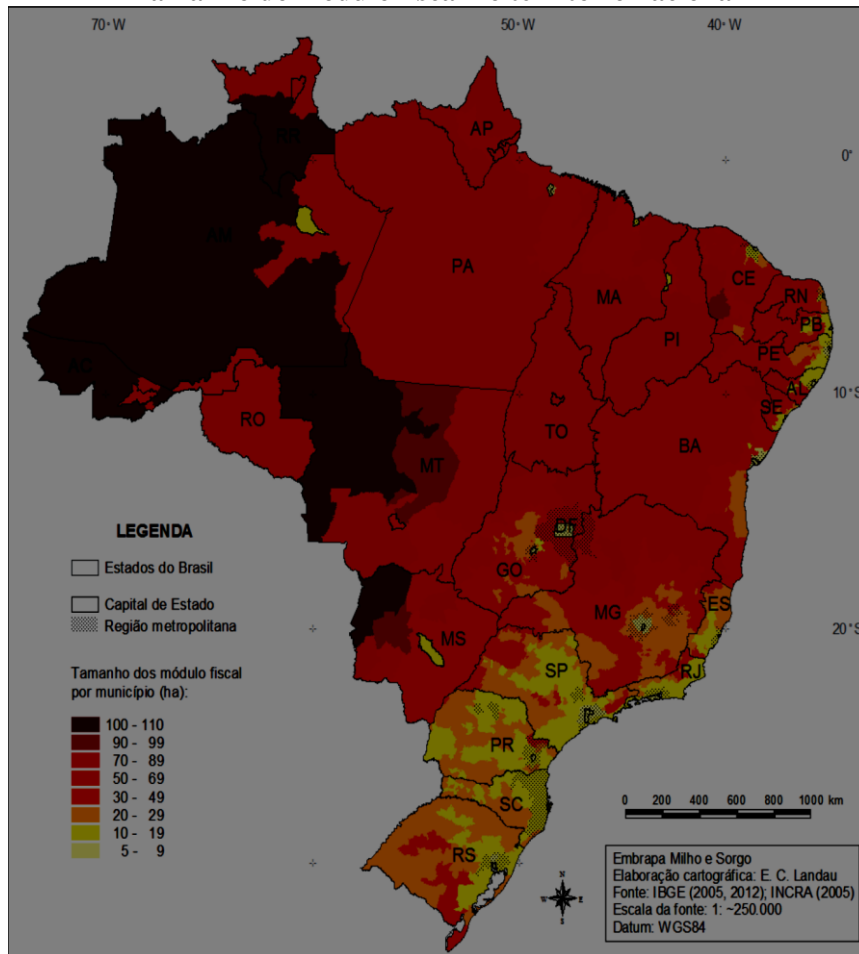 70° W
50° W
40° W
RR
AP
0°
AM
PA
MA
CE
RN
PB
PI
PE
AC
AL
SE
10° S
RO
TO
BA
MT
DF
GO
MG
ES
MS
20° S
SP
RJ
PR
SC
RS
LEGENDA
Estados do Brasil
Capital de Estado
Região metropolitana
Tamanho dos módulo fiscal
por município (ha):
100 - 110
90 - 99
70 - 89
50 - 69
30 - 49
20 - 29
10 - 19
5 - 9
0 200 400 600 800 1000 km
N
W E
S
Embrapa Milho e Sorgo
Elaboração cartográfica: E. C. Landau
Fonte: IBGE (2005, 2012); INCRA (2005)
Escala da fonte: 1: ~250.000
Datum: WGS84